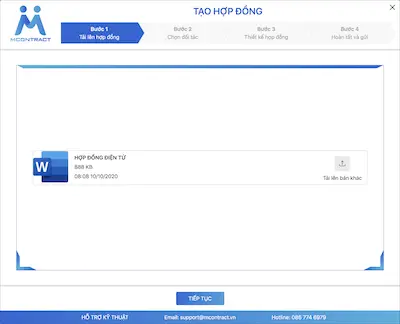 TẠO HỢP ĐỒNG
MCONTRACT
Bước 1
Tải lên hợp đồng
Bước 2
Chọn đối tác
Bước 3
Thiết kế hợp đồng
Bước 4
Hoàn tất và gửi
W
HỢP ĐỒNG ĐIỆN TỬ
888 KB
08:08 10/10/2020
Tải lên bản khác
TIẾP TỤC
HỖ TRỢ KỸ THUẬT
Email: support@mcontract.vn
Hotline: 086 774 6979